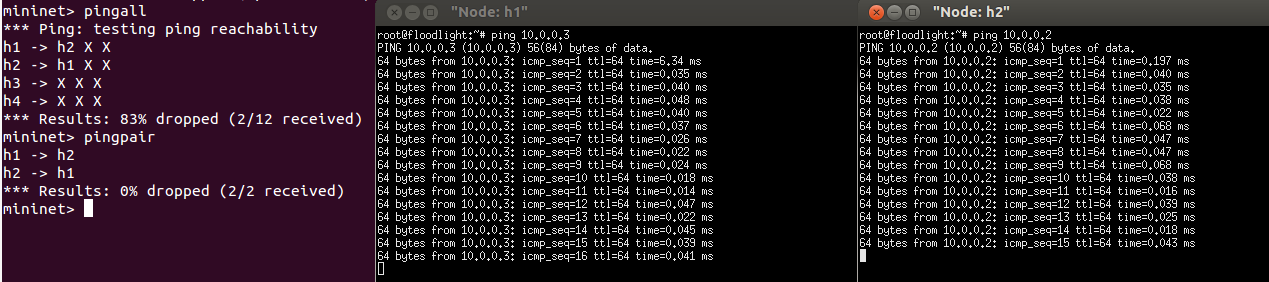 mininet> pingall
*** Ping: testing ping reachability
h1 -> h2 X X
h2 -> h1 X X
h3 -> X X X
h4 -> X X X
*** Results: 83% dropped (2/12 received)
mininet> pingpair
h1 -> h2
h2 -> h1
*** Results: 0% dropped (2/2 received)
mininet>
"Node: h1"
root@floodlight:~# ping 10.0.0.3
PING 10.0.0.3 (10.0.0.3) 56(84) bytes of data.
64 bytes from 10.0.0.3: icmp_seq=1 ttl=64 time=6.34 ms
64 bytes from 10.0.0.3: icmp_seq=2 ttl=64 time=0.035 ms
64 bytes from 10.0.0.3: icmp_seq=3 ttl=64 time=0.040 ms
64 bytes from 10.0.0.3: icmp_seq=4 ttl=64 time=0.048 ms
64 bytes from 10.0.0.3: icmp_seq=5 ttl=64 time=0.040 ms
64 bytes from 10.0.0.3: icmp_seq=6 ttl=64 time=0.037 ms
64 bytes from 10.0.0.3: icmp_seq=7 ttl=64 time=0.026 ms
64 bytes from 10.0.0.3: icmp_seq=8 ttl=64 time=0.022 ms
64 bytes from 10.0.0.3: icmp_seq=9 ttl=64 time=0.024 ms
64 bytes from 10.0.0.3: icmp_seq=10 ttl=64 time=0.018 ms
64 bytes from 10.0.0.3: icmp_seq=11 ttl=64 time=0.014 ms
64 bytes from 10.0.0.3: icmp_seq=12 ttl=64 time=0.047 ms
64 bytes from 10.0.0.3: icmp_seq=13 ttl=64 time=0.022 ms
64 bytes from 10.0.0.3: icmp_seq=14 ttl=64 time=0.045 ms
64 bytes from 10.0.0.3: icmp_seq=15 ttl=64 time=0.039 ms
64 bytes from 10.0.0.3: icmp_seq=16 ttl=64 time=0.041 ms
"Node: h2"
root@floodlight:~# ping 10.0.0.2
PING 10.0.0.2 (10.0.0.2) 56(84) bytes of data.
64 bytes from 10.0.0.2: icmp_seq=1 ttl=64 time=0.197 ms
64 bytes from 10.0.0.2: icmp_seq=2 ttl=64 time=0.040 ms
64 bytes from 10.0.0.2: icmp_seq=3 ttl=64 time=0.035 ms
64 bytes from 10.0.0.2: icmp_seq=4 ttl=64 time=0.038 ms
64 bytes from 10.0.0.2: icmp_seq=5 ttl=64 time=0.022 ms
64 bytes from 10.0.0.2: icmp_seq=6 ttl=64 time=0.068 ms
64 bytes from 10.0.0.2: icmp_seq=7 ttl=64 time=0.047 ms
64 bytes from 10.0.0.2: icmp_seq=8 ttl=64 time=0.047 ms
64 bytes from 10.0.0.2: icmp_seq=9 ttl=64 time=0.068 ms
64 bytes from 10.0.0.2: icmp_seq=10 ttl=64 time=0.038 ms
64 bytes from 10.0.0.2: icmp_seq=11 ttl=64 time=0.016 ms
64 bytes from 10.0.0.2: icmp_seq=12 ttl=64 time=0.039 ms
64 bytes from 10.0.0.2: icmp_seq=13 ttl=64 time=0.025 ms
64 bytes from 10.0.0.2: icmp_seq=14 ttl=64 time=0.018 ms
64 bytes from 10.0.0.2: icmp_seq=15 ttl=64 time=0.043 ms